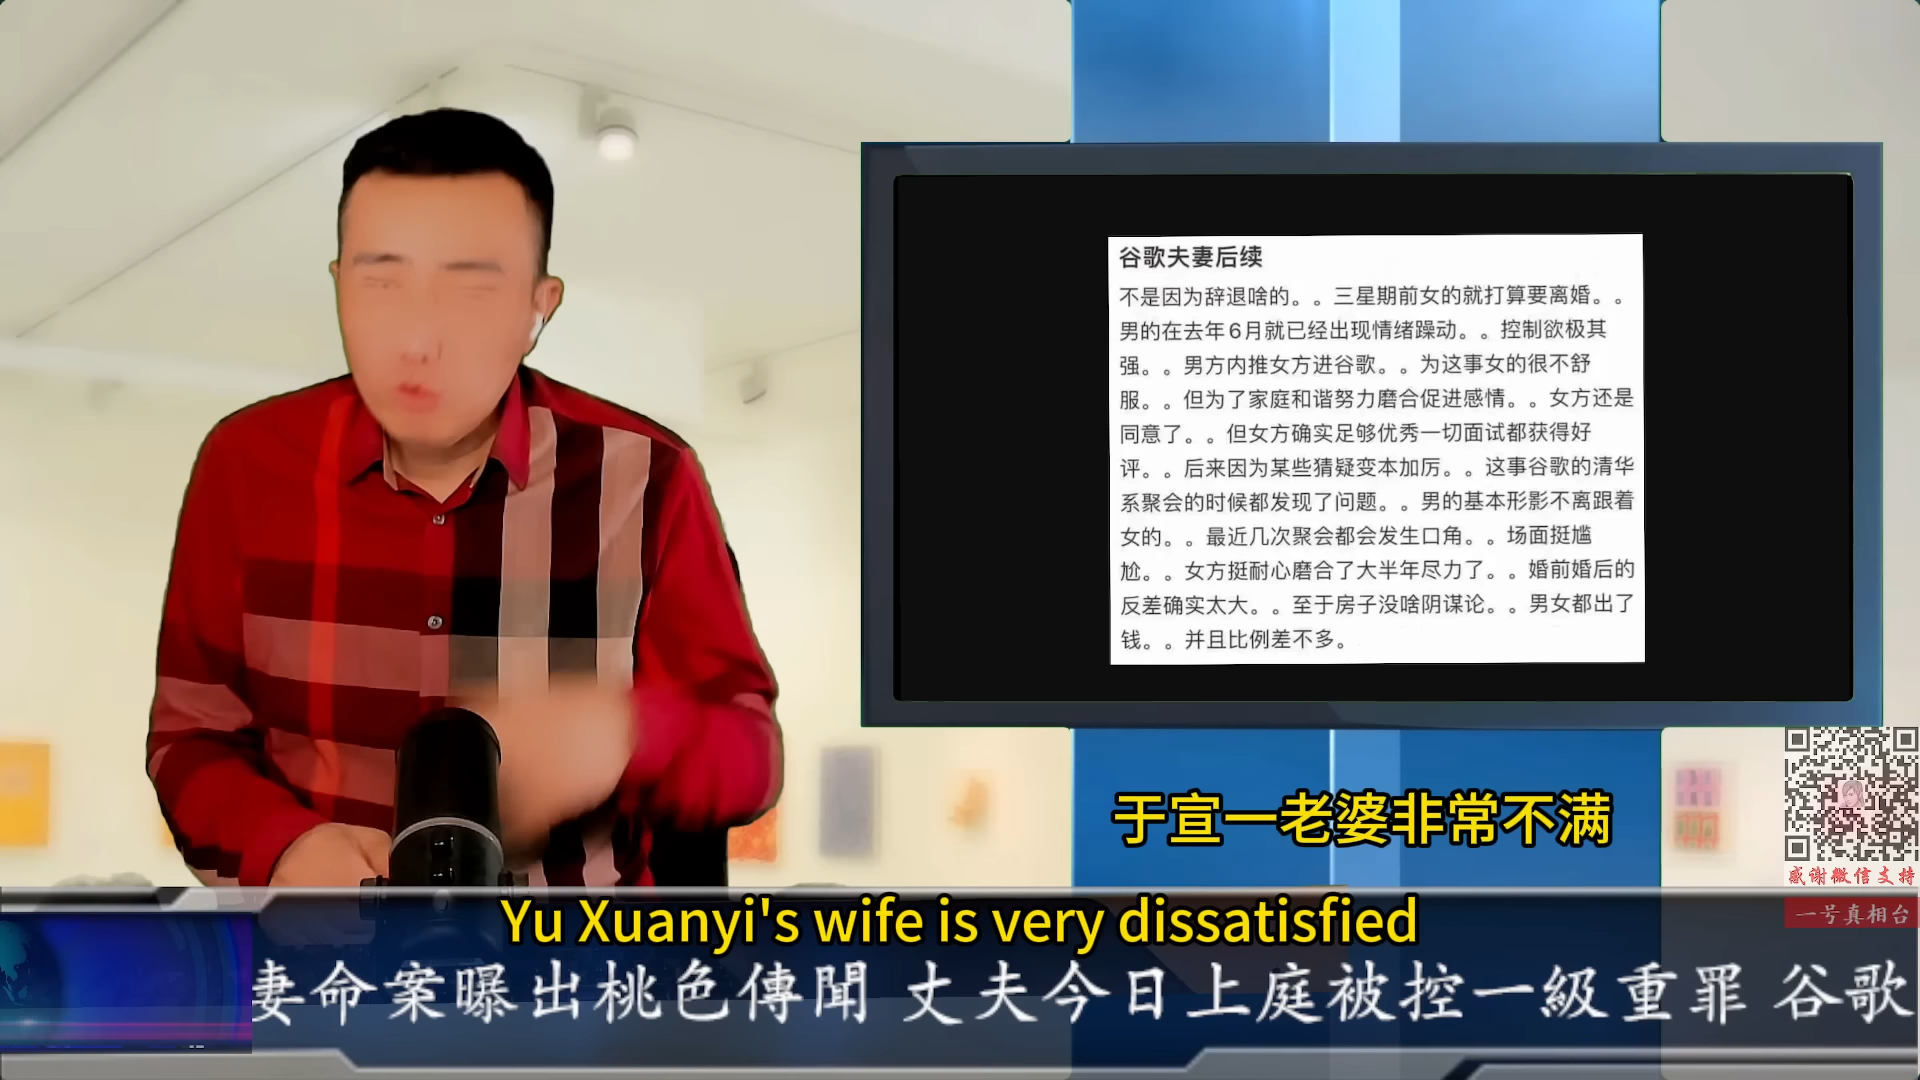 谷歌夫妻后续
不是因为辞退啥的。。三星期前女的就打算要离婚。。
男的在去年6月就已经出现情绪躁动。。控制欲极其
强。。男方内推女方进谷歌。。为这事女的很不舒
服。。但为了家庭和谐努力磨合促进感情。。女方还是
同意了。。但女方确实足够优秀一切面试都获得好
评。。后来因为某些猜疑变本加厉。。这事谷歌的清华
系聚会的时候都发现了问题。。男的基本形影不离跟着
女的。。最近几次聚会都会发生口角。。场面挺尴
尬。。女方挺耐心磨合了大半年尽力了。。婚前婚后的
反差确实太大。。至于房子没啥阴谋论。。男女都出了
钱。。并且比例差不多。
于宣一老婆非常不满
感谢微信支持
一号真相台
Yu Xuanyi's wife is very dissatisfied
妻命案曝出桃色傳聞 丈夫今日上庭被控一級重罪 谷歌